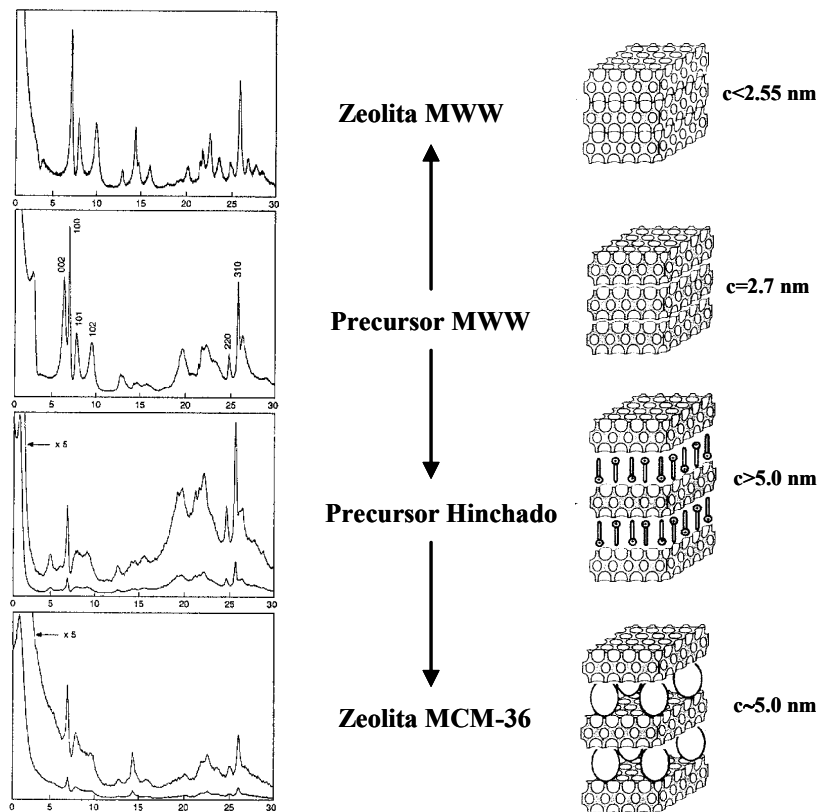 Zeolita MWW
c<2.55 nm
0 5 10 15 20 25 30
002
100
101
102
220
310
Precursor MWW
c=2.7 nm
0 5 10 15 20 25 30
x 5
Precursor Hinchado
c>5.0 nm
0 5 10 15 20 25 30
x 5
Zeolita MCM-36
c~5.0 nm
0 5 10 15 20 25 30